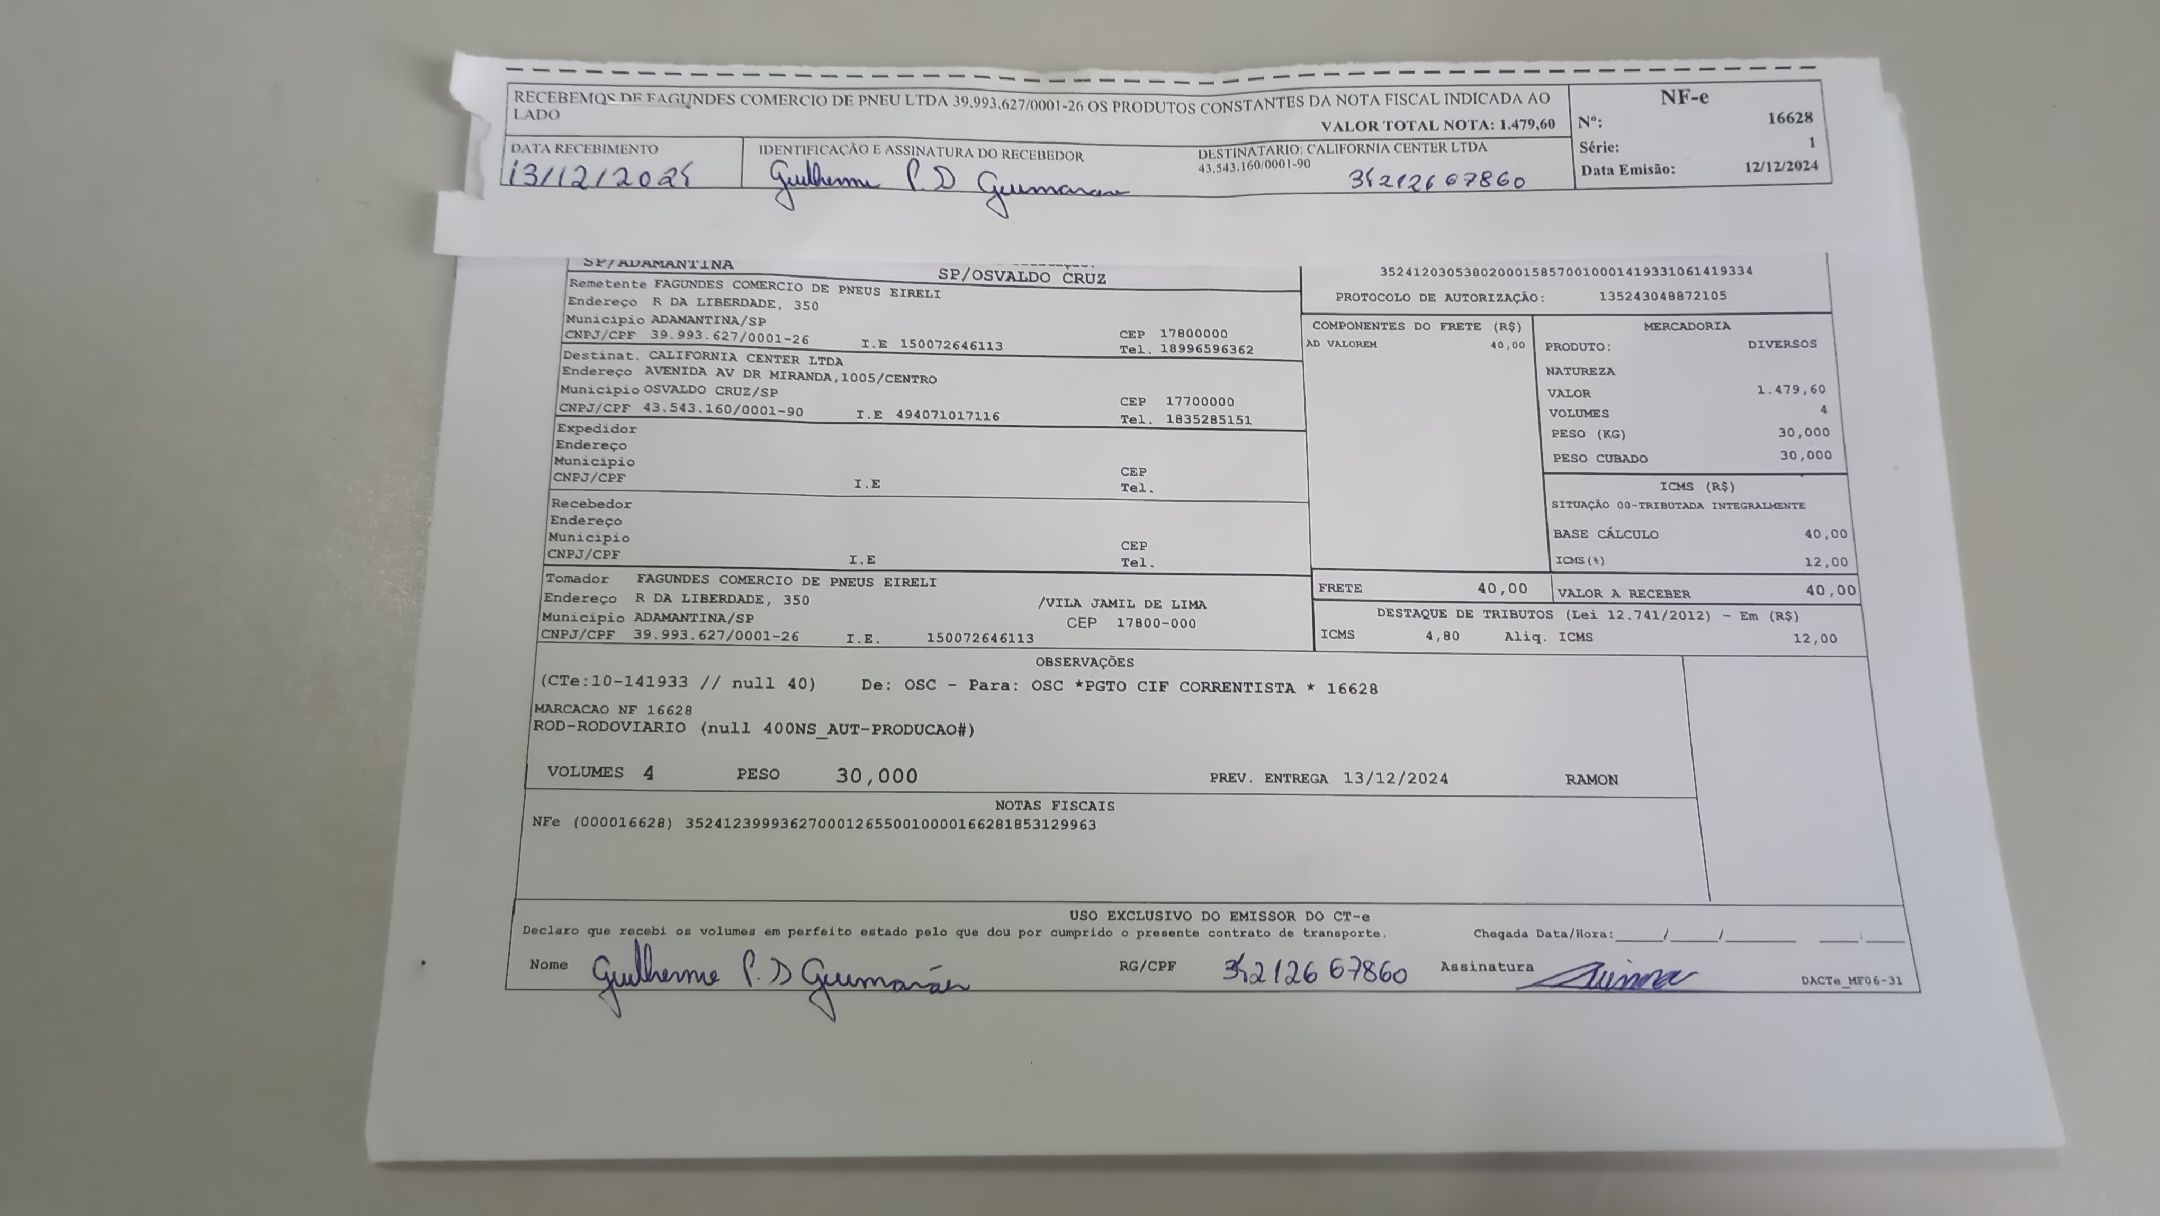 RECEBEMOS DE FAGUNDES COMERCIO DE PNEU LTDA 39.993.627/0001-26 OS PRODUTOS CONSTANTES DA NOTA FISCAL INDICADA AO
LADO
VALOR TOTAL NOTA: 1.479,60
NF-e
Nº: 16628
Série: 1
Data Emisão: 12/12/2024
DATA RECEBIMENTO
13/12/2024
IDENTIFICAÇÃO E ASSINATURA DO RECEBEDOR
Guilherme P. D Guimarães
DESTINATARIO: CALIFORNIA CENTER LTDA
43.543.160/0001-90
34212667860
SP/ADAMANTINA SP/OSVALDO CRUZ
35241203053802000158570010001419331061419334
PROTOCOLO DE AUTORIZAÇÃO: 135243048872105
Remetente FAGUNDES COMERCIO DE PNEUS EIRELI
Endereço R DA LIBERDADE, 350
Município ADAMANTINA/SP
CNPJ/CPF 39.993.627/0001-26 I.E 150072646113
CEP 17800000
Tel. 18996596362
Destinat. CALIFORNIA CENTER LTDA
Endereço AVENIDA AV DR MIRANDA,1005/CENTRO
Município OSVALDO CRUZ/SP
CNPJ/CPF 43.543.160/0001-90 I.E 494071017116
CEP 17700000
Tel. 1835285151
Expedidor
Endereço
Município
CNPJ/CPF I.E
CEP
Tel.
Recebedor
Endereço
Município
CNPJ/CPF I.E
CEP
Tel.
Tomador FAGUNDES COMERCIO DE PNEUS EIRELI
Endereço R DA LIBERDADE, 350 /VILA JAMIL DE LIMA
Município ADAMANTINA/SP CEP 17800-000
CNPJ/CPF 39.993.627/0001-26 I.E. 150072646113
COMPONENTES DO FRETE (R$)
AD VALOREM 40,00
MERCADORIA
PRODUTO: DIVERSOS
NATUREZA
VALOR 1.479,60
VOLUMES 4
PESO (KG) 30,000
PESO CUBADO 30,000
ICMS (R$)
SITUAÇÃO 00-TRIBUTADA INTEGRALMENTE
BASE CÁLCULO 40,00
ICMS(%) 12,00
FRETE 40,00 VALOR A RECEBER 40,00
DESTAQUE DE TRIBUTOS (Lei 12.741/2012) - Em (R$)
ICMS 4,80 Aliq. ICMS 12,00
OBSERVAÇÕES
(CTe:10-141933 // null 40) De: OSC - Para: OSC *PGTO CIF CORRENTISTA * 16628
MARCACAO NF 16628
ROD-RODOVIARIO (null 400NS_AUT-PRODUCAO#)
VOLUMES 4 PESO 30,000 PREV. ENTREGA 13/12/2024 RAMON
NOTAS FISCAIS
NFe (000016628) 35241239993627000126550010000166281853129963
USO EXCLUSIVO DO EMISSOR DO CT-e
Declaro que recebi os volumes em perfeito estado pelo que dou por cumprido o presente contrato de transporte. Chegada Data/Hora:____/____/_______ ____:____
Nome Guilherme P. D Guimarães RG/CPF 34212667860 Assinatura
DACTe_MF06-31